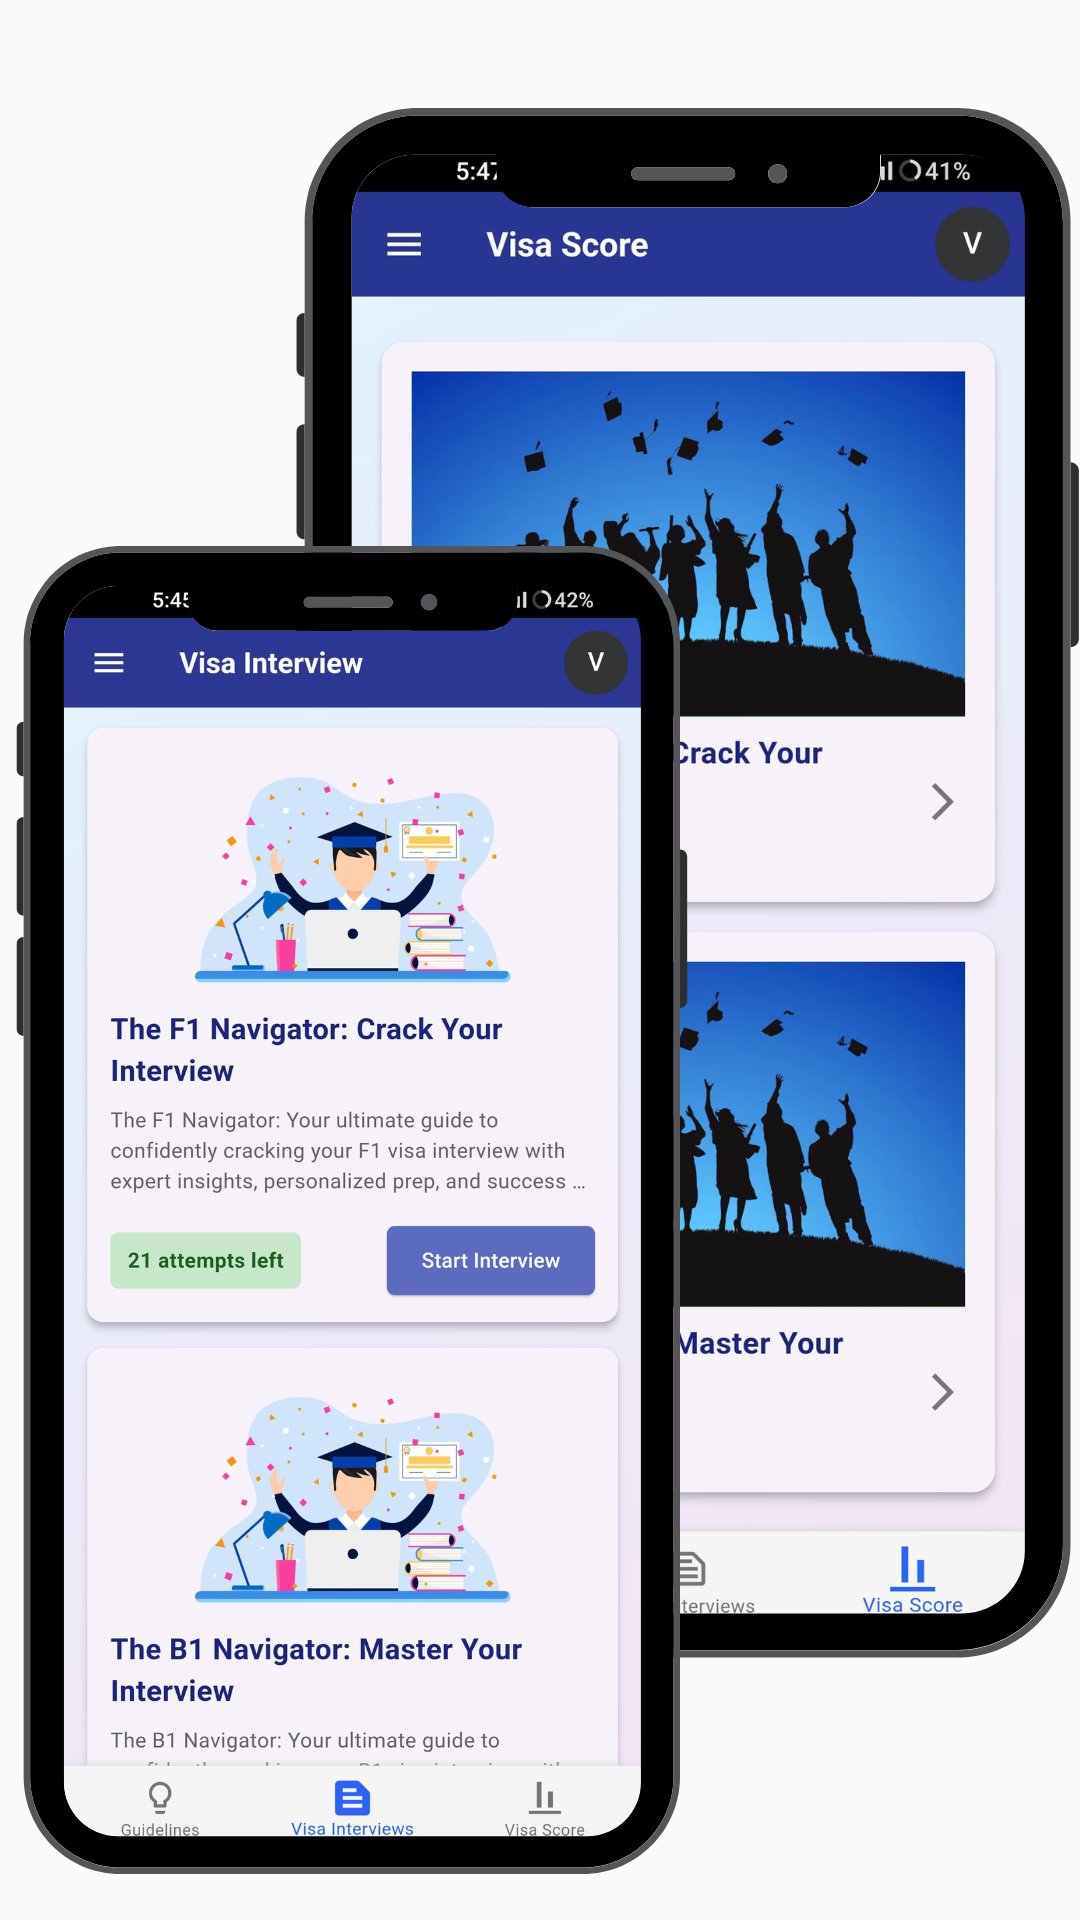 5:47
41%
Visa Score
V
Crack Your
Master Your
terviews
Visa Score
5:45
42%
Visa Interview
V
The F1 Navigator: Crack Your
Interview
The F1 Navigator: Your ultimate guide to
confidently cracking your F1 visa interview with
expert insights, personalized prep, and success ...
21 attempts left
Start Interview
The B1 Navigator: Master Your
Interview
The B1 Navigator: Your ultimate guide to
Guidelines
Visa Interviews
Visa Score